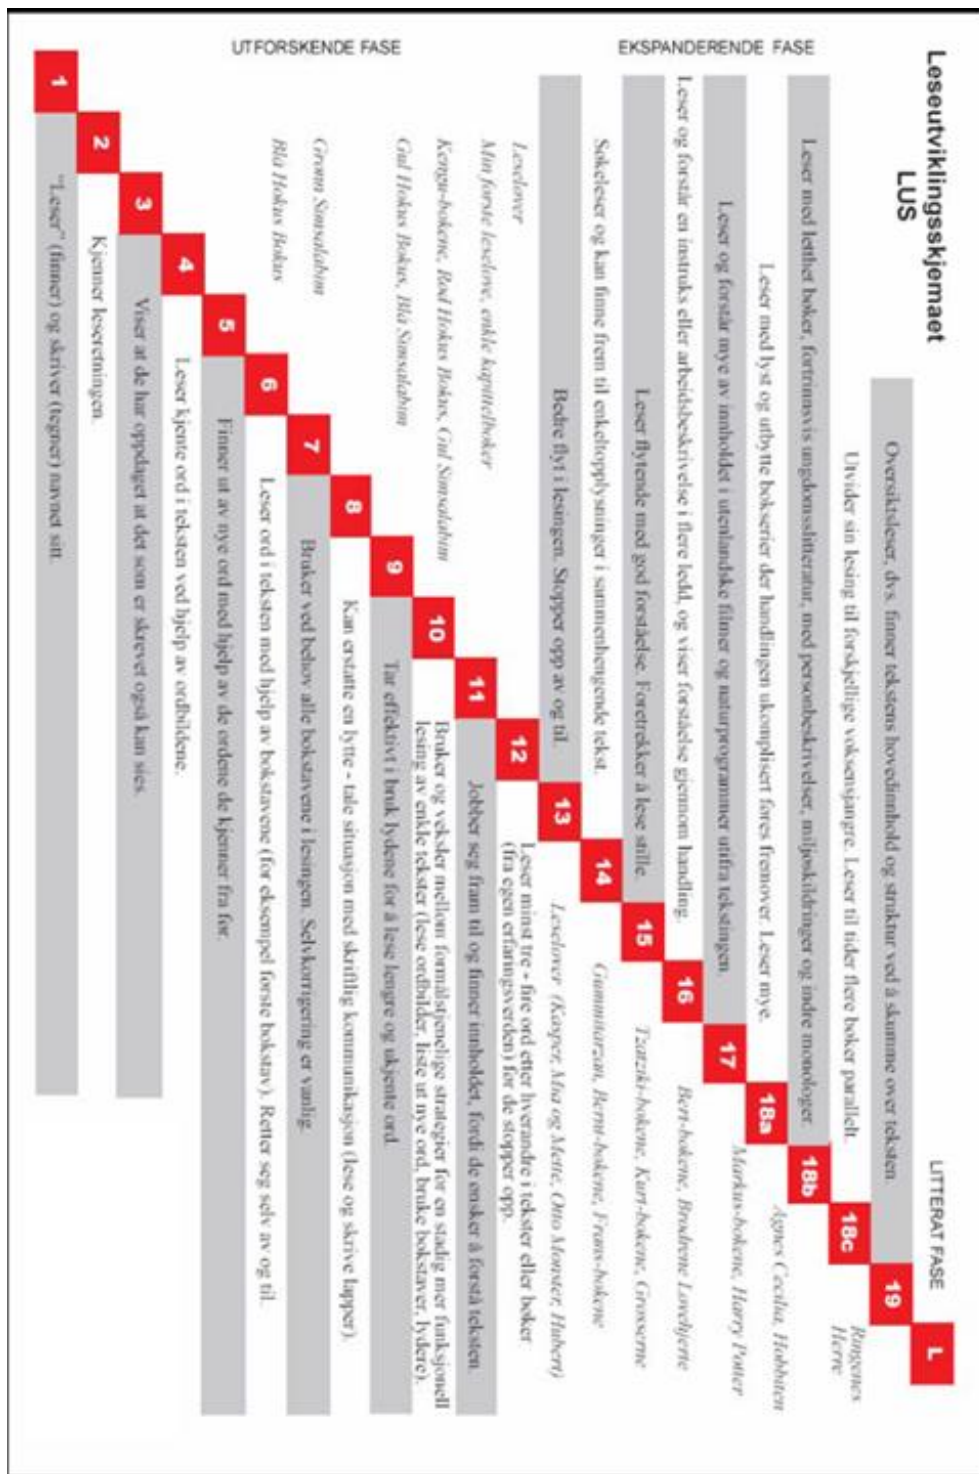 Leseutviklingsskjemaet
LUS
LITTERAT FASE
L
Oversiktsleser, dvs. finner tekstens hovedinnhold og struktur ved å skumme over teksten.
19
Utvider sin lesing til forskjellige voksensjangre. Leser til tider flere bøker parallelt.
18c
Ringenes
Herre
Leser med letthet bøker, fortrinnsvis ungdomsslitteratur, med personbeskrivelser, miljøskildringer og indre monologer.
18b
EKSPANDERENDE FASE
Leser med lyst og utbytte bokserier der handlingen ukomplisert føres fremover. Leser mye.
18a
Agnes Cecilia, Hobbiten
Leser og forstår mye av innholdet i utenlandske filmer og naturprogrammer utifra tekstingen.
17
Markus-bøkene, Harry Potter
Leser og forstår en instruks eller arbeidsbeskrivelse i flere ledd, og viser forståelse gjennom handling.
16
Bert-bøkene, Brødrene Løvehjerte
Leser flytende med god forståelse. Foretrekker å lese stille.
15
Tzatziki-bøkene, Kurt-bøkene, Grosserne
Søkeleser og kan finne frem til enkeltopplysninger i sammenhengende tekst.
14
Gummitarzan, Bernt-bøkene, Frans-bøkene
Bedre flyt i lesingen. Stopper opp av og til.
13
Leseløver (Kasper, Mia og Mette, Otto Monster, Hubert)
Leseløver
12
Leser minst tre - fire ord etter hverandre i tekster eller bøker
(fra egen erfaringsverden) før de stopper opp.
Min første leseløve, enkle kapittelbøker
11
Jobber seg fram til og finner innholdet, fordi de ønsker å forstå teksten.
Kengu-bøkene, Rød Hokus Bokus, Gul Simsalabim
10
Bruker og veksler mellom formålstjenelige strategier for en stadig mer funksjonell
lesing av enkle tekster (lese ordbilder, liste ut nye ord, bruke bokstaver, lydere).
Gul Hokus Bokus, Blå Simsalabim
9
Tar effektivt i bruk lydene for å lese lengre og ukjente ord.
UTFORSKENDE FASE
8
Kan erstatte en lytte - tale situasjon med skriftlig kommunikasjon (lese og skrive lapper).
Grønn Simsalabim
7
Bruker ved behov alle bokstavene i lesingen. Selvkorrigering er vanlig.
Blå Hokus Bokus
6
Leser ord i teksten med hjelp av bokstavene (for eksempel første bokstav). Retter seg selv av og til.
5
Finner ut av nye ord med hjelp av de ordene de kjenner fra før.
4
Leser kjente ord i teksten ved hjelp av ordbildene.
3
Viser at de har oppdaget at det som er skrevet også kan sies.
2
Kjenner leseretningen.
1
"Leser" (finner) og skriver (tegner) navnet sitt.